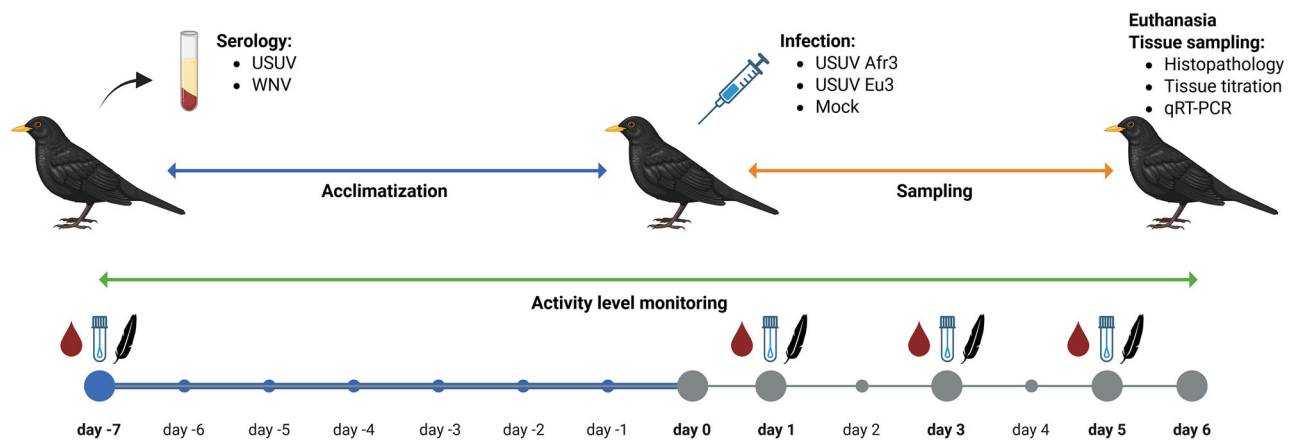 Serology:
• USUV
• WNV
Infection:
• USUV Afr3
• USUV Eu3
• Mock
Euthanasia
Tissue sampling:
• Histopathology
• Tissue titration
• qRT-PCR
Acclimatization
Sampling
Activity level monitoring
day -7 day -6 day -5 day -4 day -3 day -2 day -1 day 0 day 1 day 2 day 3 day 4 day 5 day 6